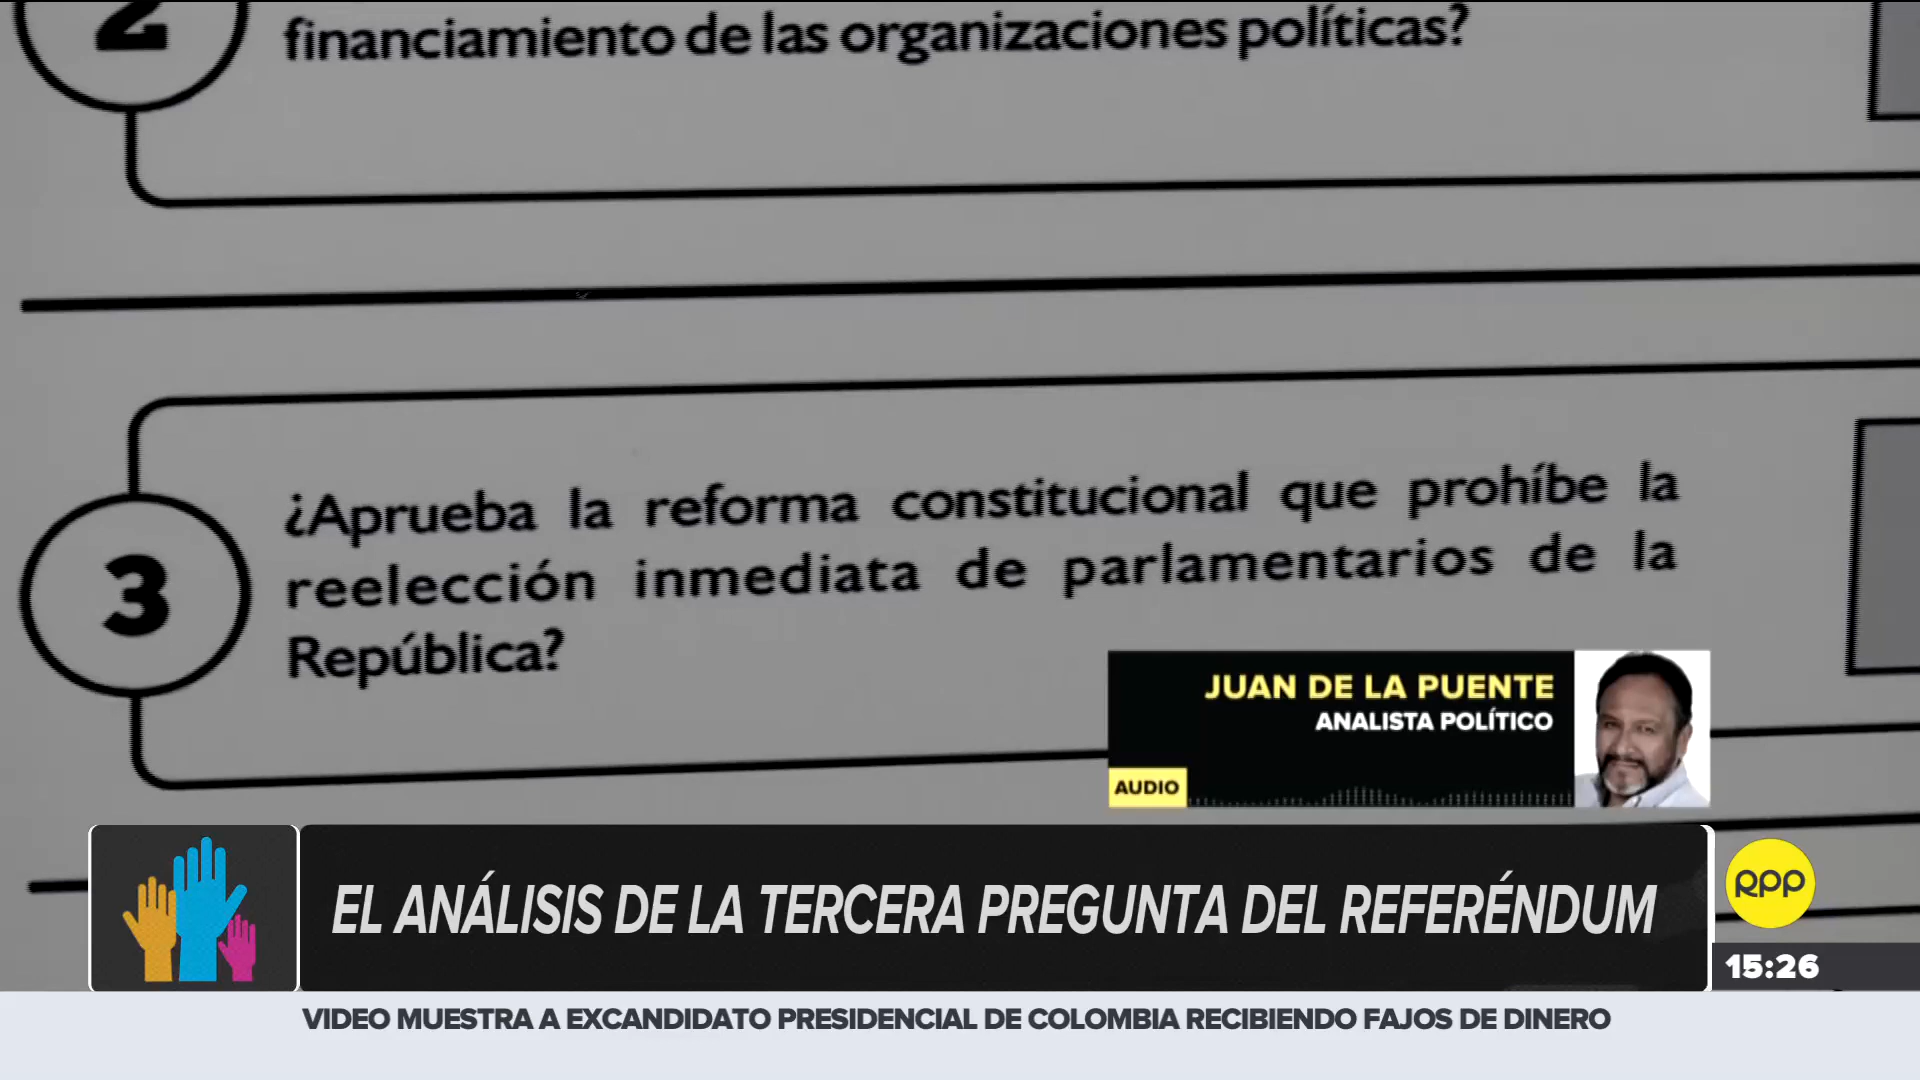 2
financiamiento de las organizaciones políticas?
3
¿Aprueba la reforma constitucional que prohíbe la
reelección inmediata de parlamentarios de la
República?
JUAN DE LA PUENTE
ANALISTA POLÍTICO
AUDIO
EL ANÁLISIS DE LA TERCERA PREGUNTA DEL REFERÉNDUM
RPP
15:26
VIDEO MUESTRA A EXCANDIDATO PRESIDENCIAL DE COLOMBIA RECIBIENDO FAJOS DE DINERO